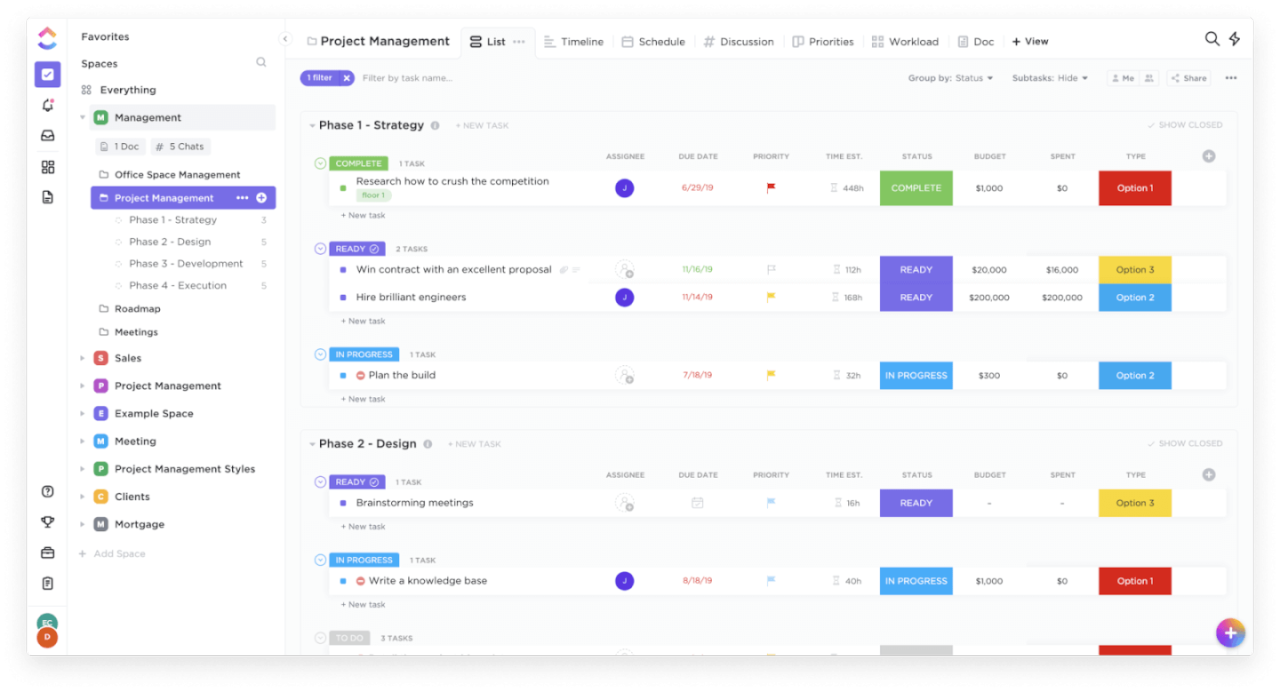 Favorites
Spaces
Everything
M Management
1 Doc # 5 Chats
Office Space Management
Project Management
Phase 1 - Strategy 3
Phase 2 - Design 5
Phase 3 - Development 5
Phase 4 - Execution 5
Roadmap
Meetings
S Sales
P Project Management
E Example Space
M Meeting
P Project Management Styles
C Clients
M Mortgage
+ Add Space
EC
D
Project Management List Timeline Schedule # Discussion Priorities Workload Doc + View
1 filter Filter by task name... Group by: Status Subtasks: Hide Me Share
Phase 1 - Strategy + NEW TASK SHOW CLOSED
COMPLETE 1 TASK ASSIGNEE DUE DATE PRIORITY TIME EST. STATUS BUDGET SPENT TYPE
Research how to crush the competition J 6/29/19 448h COMPLETE $1,000 $0 Option 1
floor 1
+ New task
READY 2 TASKS
Win contract with an excellent proposal 11/16/19 112h READY $20,000 $16,000 Option 3
Hire brilliant engineers J 11/14/19 168h READY $200,000 $200,000 Option 2
+ New task
IN PROGRESS 1 TASK
Plan the build 7/18/19 32h IN PROGRESS $300 $0 Option 2
+ New task
Phase 2 - Design + NEW TASK SHOW CLOSED
READY 1 TASK ASSIGNEE DUE DATE PRIORITY TIME EST. STATUS BUDGET SPENT TYPE
Brainstorming meetings 16h READY - - Option 3
+ New task
IN PROGRESS 1 TASK
Write a knowledge base J 8/18/19 40h IN PROGRESS $1,000 $0 Option 1
+ New task
TO DO 3 TASKS